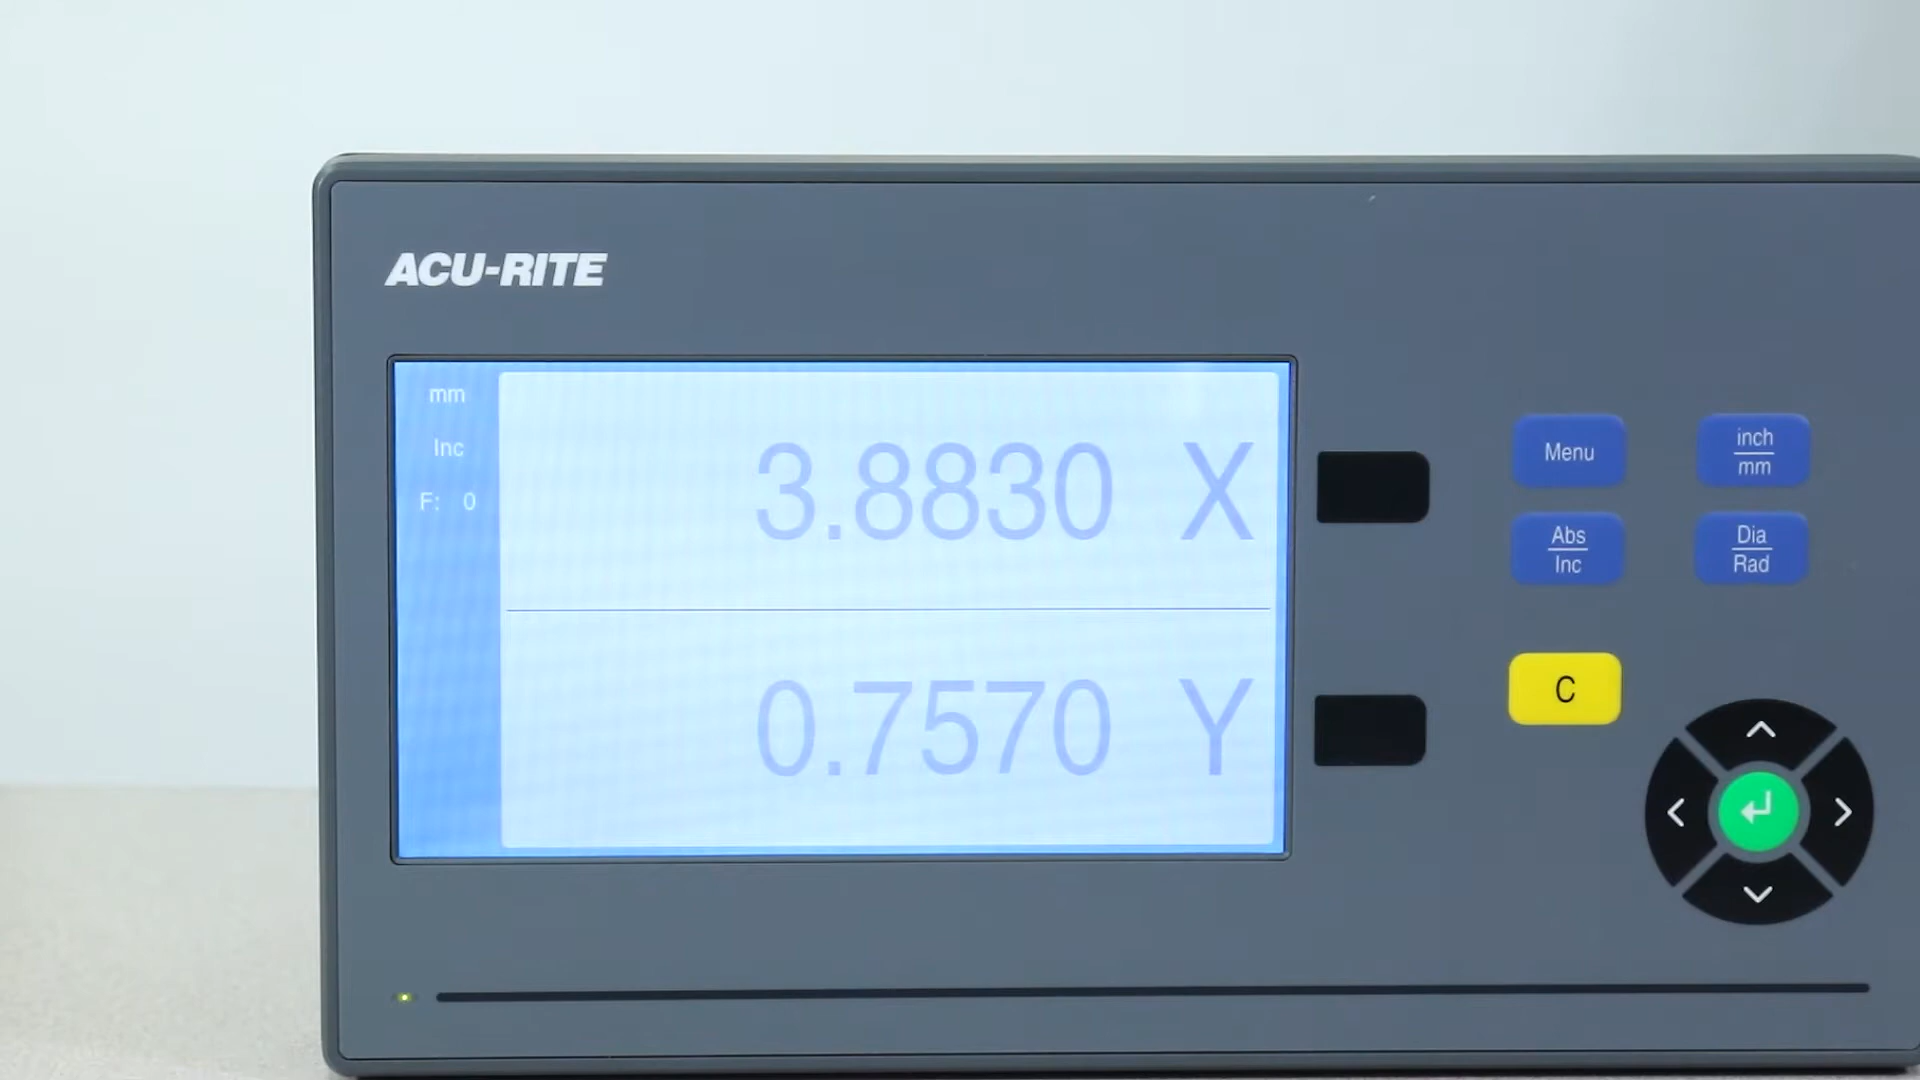 ACU-RITE
mm
Inc
F: 0
3.8830 X
0.7570 Y
Menu
inch
mm
Abs
Inc
Dia
Rad
C